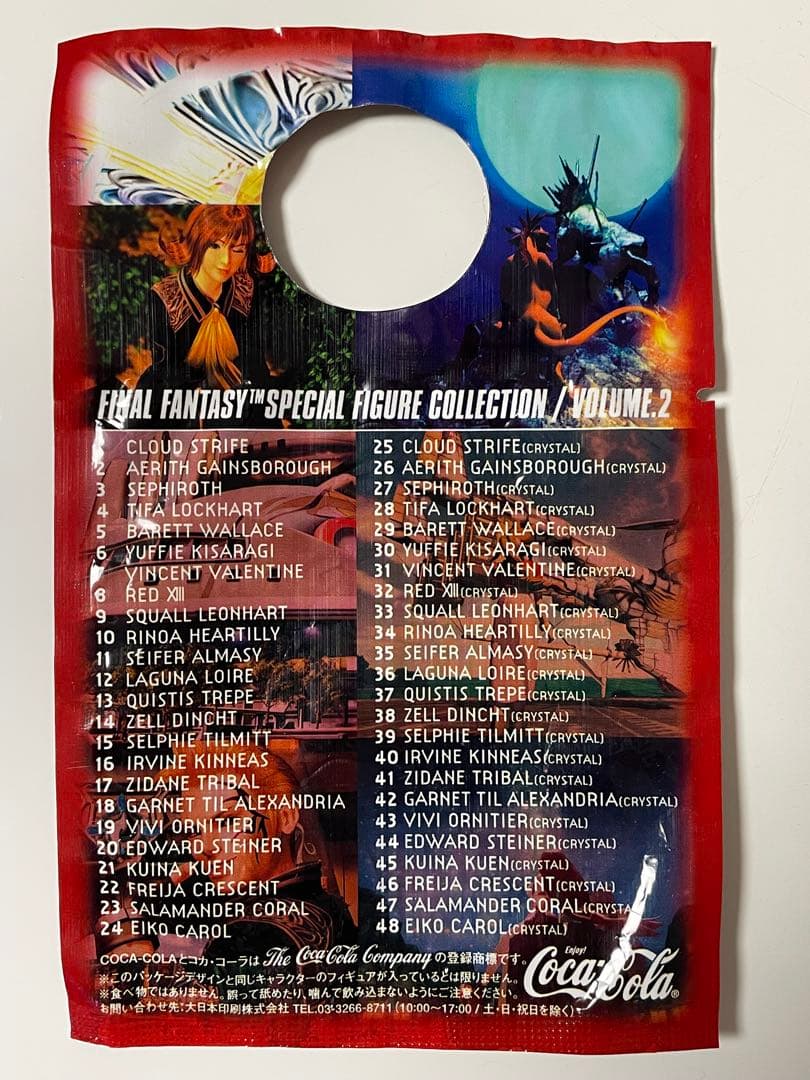 FINAL FANTASY™ SPECIAL FIGURE COLLECTION / VOLUME.2
CLOUD STRIFE
2 AERITH GAINSBOROUGH
3 SEPHIROTH
4 TIFA LOCKHART
5 BARETT WALLACE
6 YUFFIE KISARAGI
VINCENT VALENTINE
8 RED XIII
9 SQUALL LEONHART
10 RINOA HEARTILLY
11 SEIFER ALMASY
12 LAGUNA LOIRE
13 QUISTIS TREPE
14 ZELL DINCHT
15 SELPHIE TILMITT
16 IRVINE KINNEAS
17 ZIDANE TRIBAL
18 GARNET TIL ALEXANDRIA
19 VIVI ORNITIER
20 EDWARD STEINER
21 KUINA KUEN
22 FREIJA CRESCENT
23 SALAMANDER CORAL
24 EIKO CAROL
25 CLOUD STRIFE(CRYSTAL)
26 AERITH GAINSBOROUGH(CRYSTAL)
27 SEPHIROTH(CRYSTAL)
28 TIFA LOCKHART(CRYSTAL)
29 BARETT WALLACE(CRYSTAL)
30 YUFFIE KISARAGI(CRYSTAL)
31 VINCENT VALENTINE(CRYSTAL)
32 RED XIII(CRYSTAL)
33 SQUALL LEONHART(CRYSTAL)
34 RINOA HEARTILLY(CRYSTAL)
35 SEIFER ALMASY(CRYSTAL)
36 LAGUNA LOIRE(CRYSTAL)
37 QUISTIS TREPE(CRYSTAL)
38 ZELL DINCHT(CRYSTAL)
39 SELPHIE TILMITT(CRYSTAL)
40 IRVINE KINNEAS(CRYSTAL)
41 ZIDANE TRIBAL(CRYSTAL)
42 GARNET TIL ALEXANDRIA(CRYSTAL)
43 VIVI ORNITIER(CRYSTAL)
44 EDWARD STEINER(CRYSTAL)
45 KUINA KUEN(CRYSTAL)
46 FREIJA CRESCENT(CRYSTAL)
47 SALAMANDER CORAL(CRYSTAL)
48 EIKO CAROL(CRYSTAL)
COCA-COLAとコカ・コーラは The Coca-Cola Company の登録商標です。
※このパッケージデザインと同じキャラクターのフィギュアが入っているとは限りません。
※食べ物ではありません。誤って舐めたり、噛んで飲み込まないようにご注意ください。
お問い合わせ先:大日本印刷株式会社 TEL.03-3266-8711 (10:00〜17:00 / 土・日・祝日を除く)
Enjoy!
Coca-Cola®